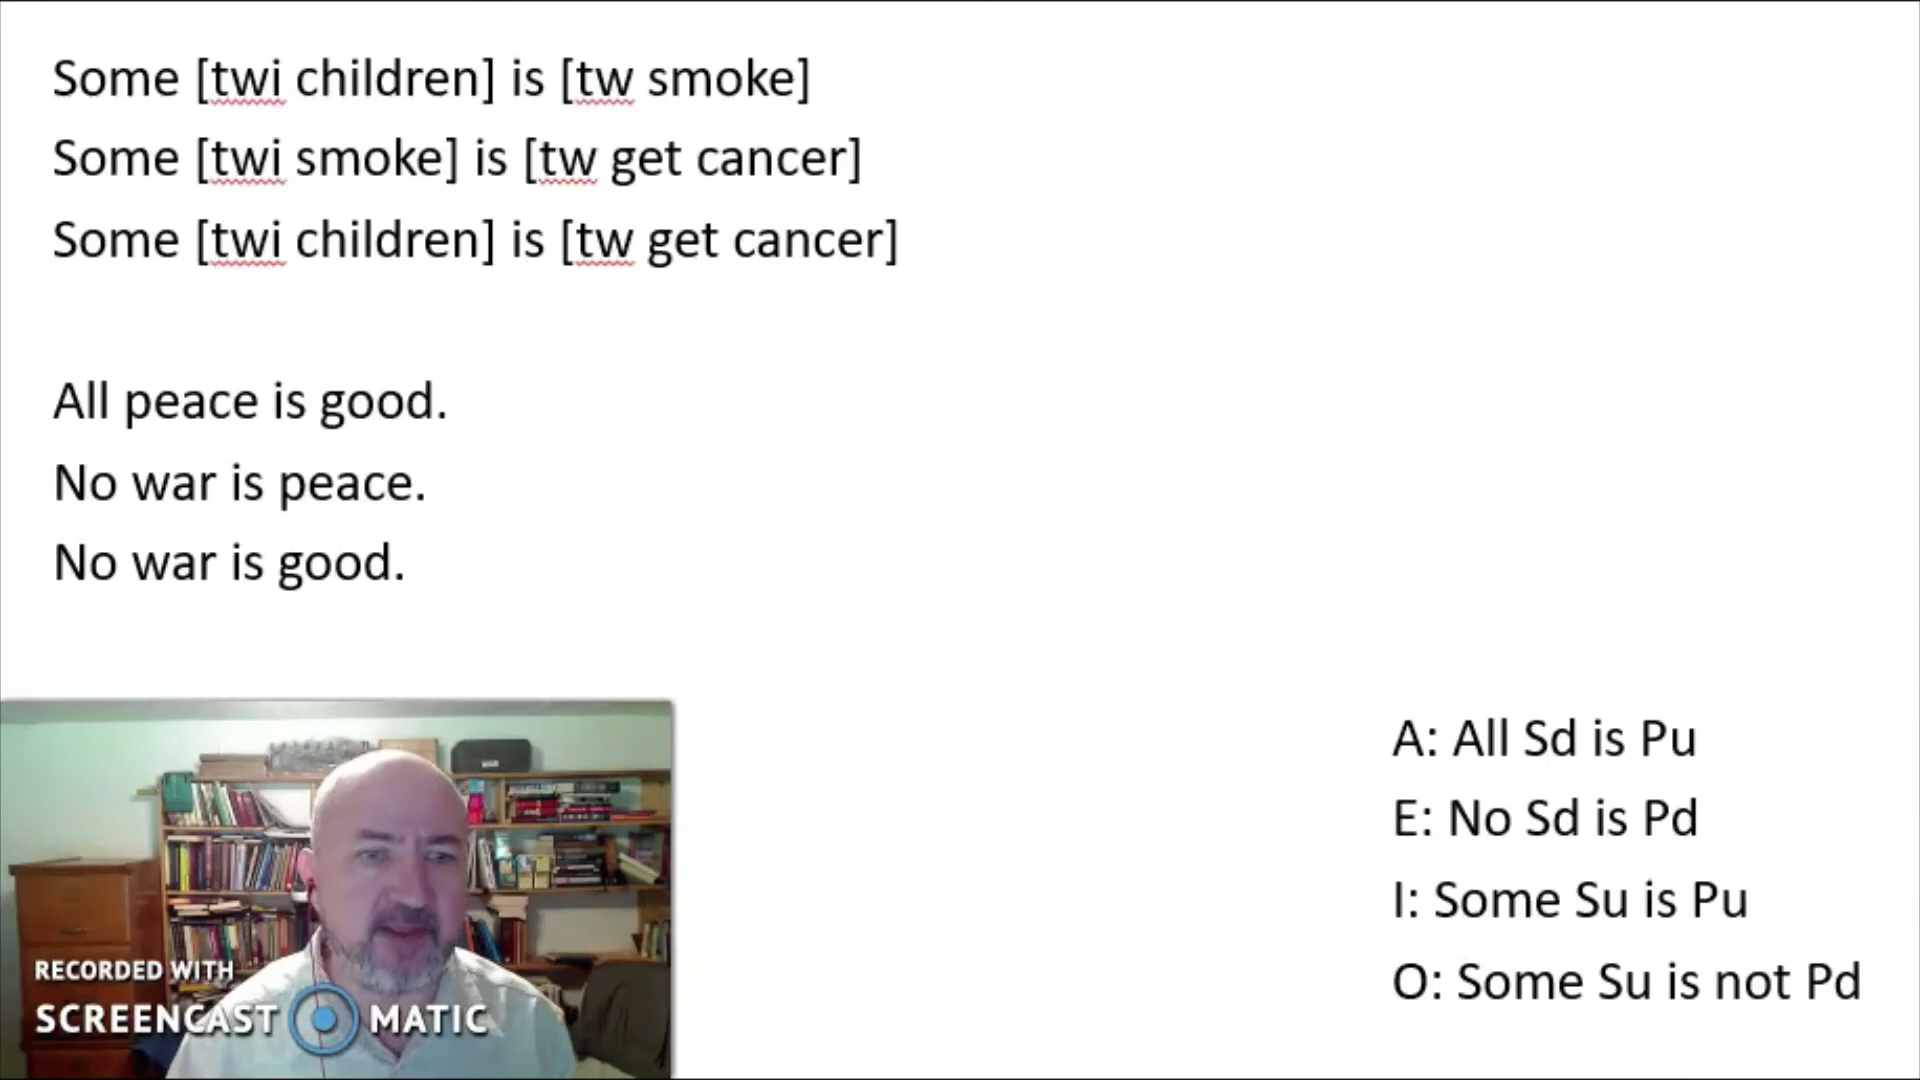 Some [twi children] is [tw smoke]
Some [twi smoke] is [tw get cancer]
Some [twi children] is [tw get cancer]
All peace is good.
No war is peace.
No war is good.
A: All Sd is Pu
E: No Sd is Pd
I: Some Su is Pu
O: Some Su is not Pd
RECORDED WITH
SCREENCAST MATIC